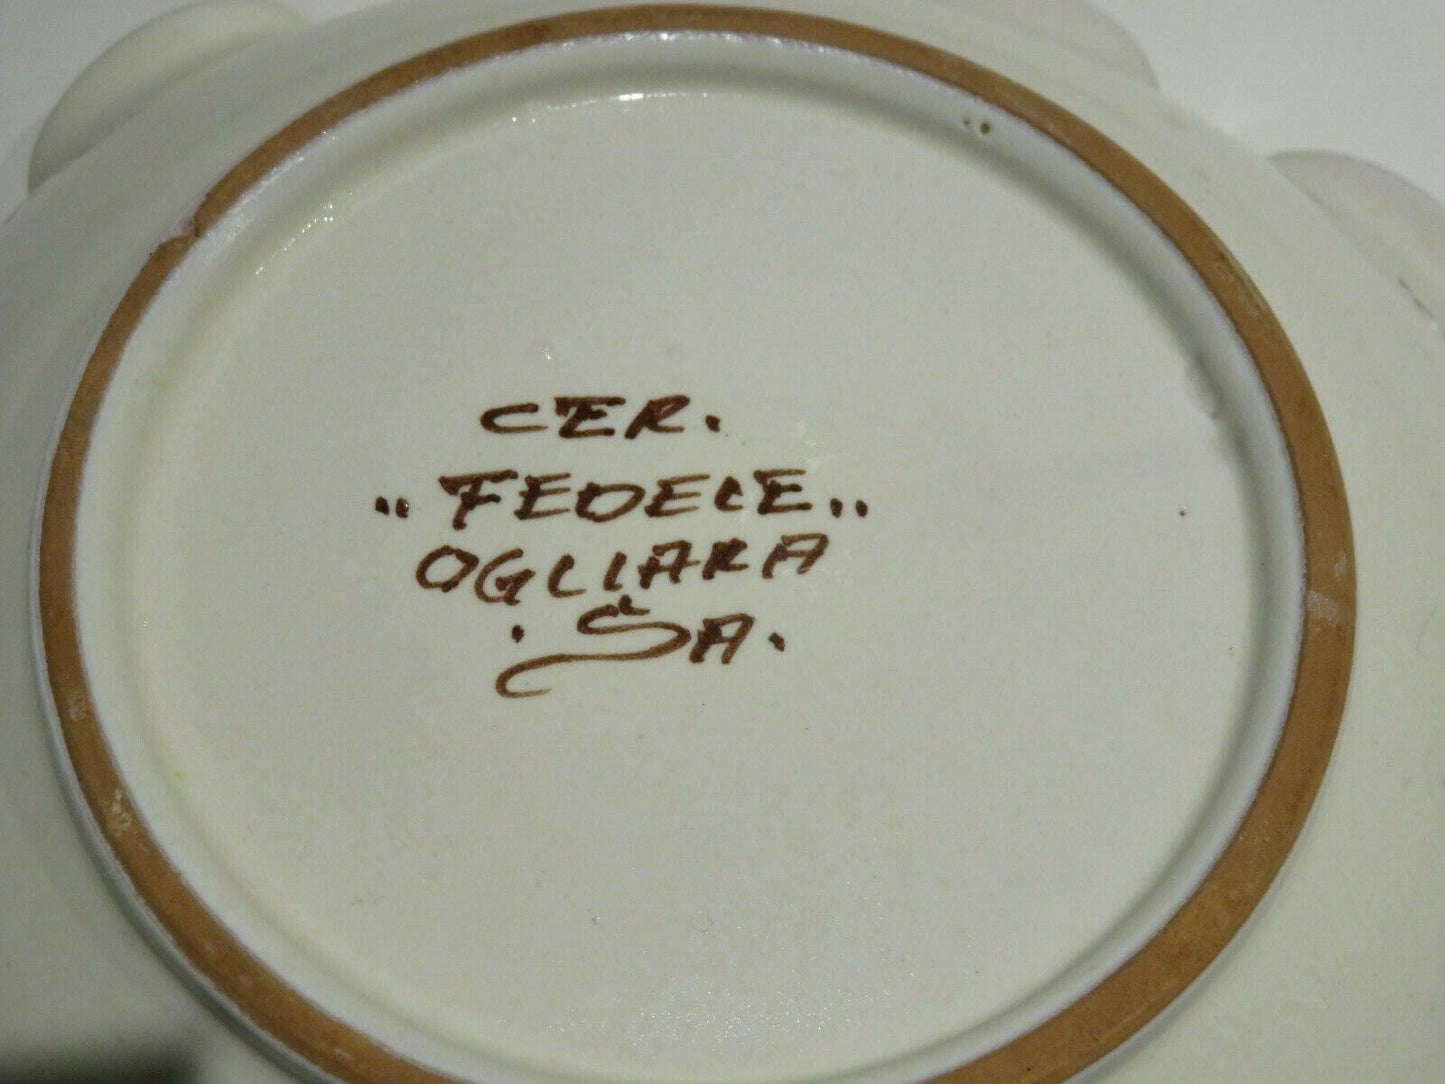 CER.
"FEDELE"
OGLIARA
. SA.